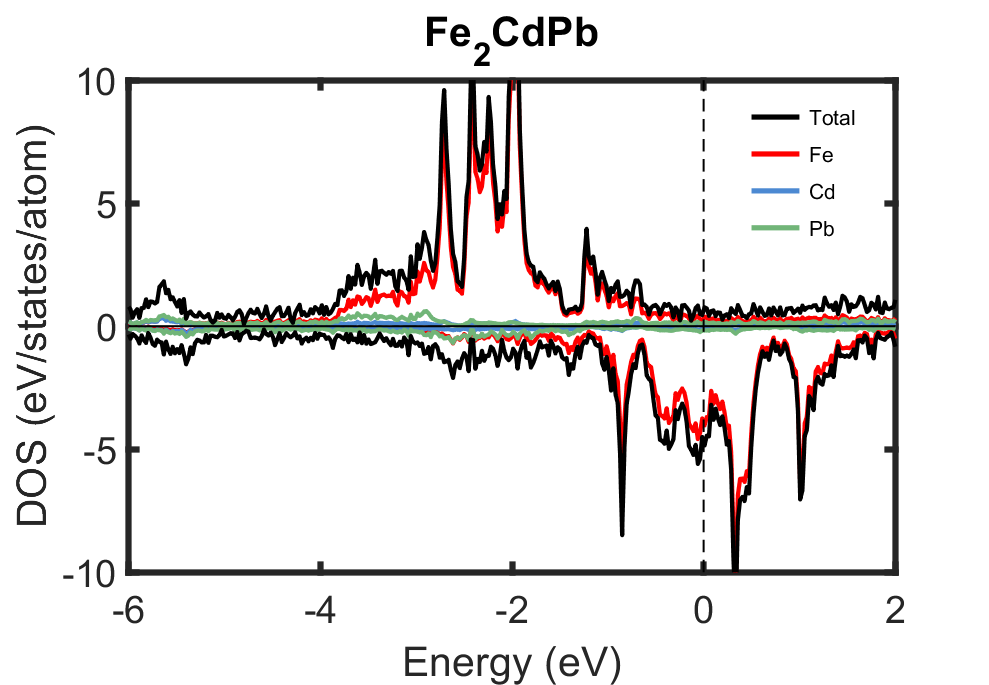 Fe2CdPb
DOS (eV/states/atom)
10
5
0
-5
-10
Total
Fe
Cd
Pb
-6 -4 -2 0 2
Energy (eV)